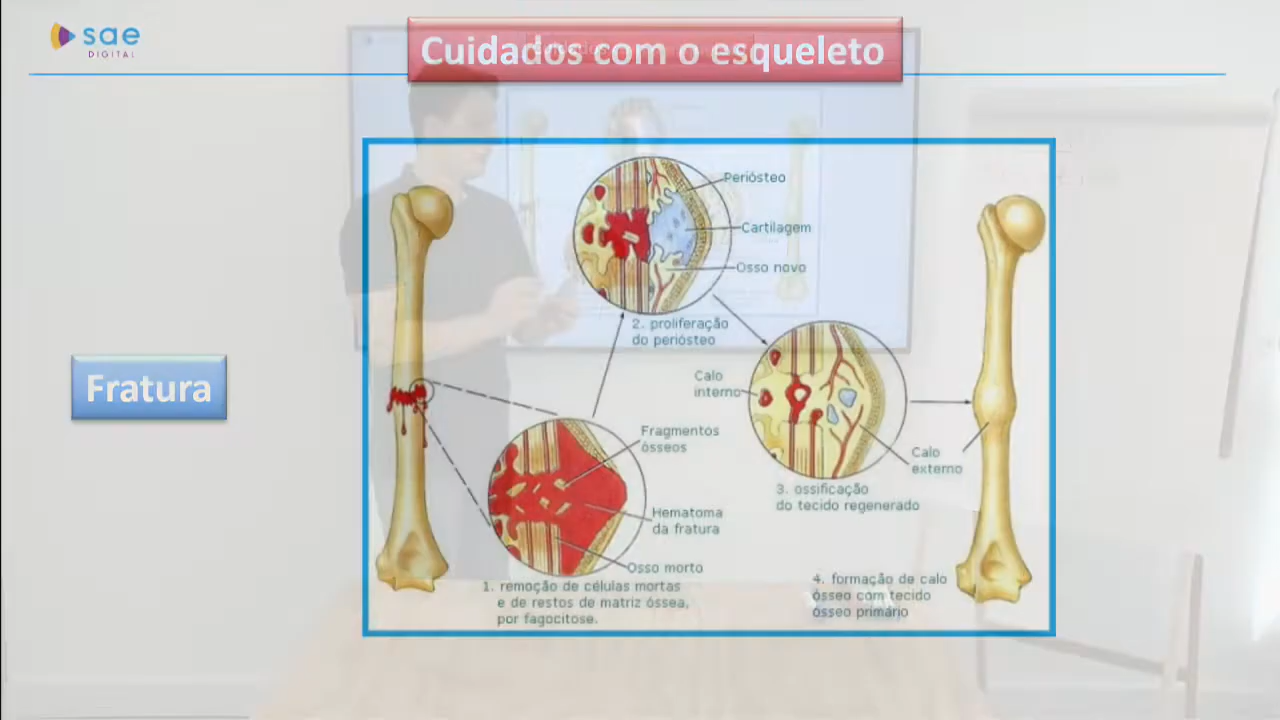 sae
DIGITAL
Cuidados com o esqueleto
Fratura
Periósteo
Cartilagem
Osso novo
2. proliferação
do periósteo
Calo
interno
Fragmentos
ósseos
Calo
externo
3. ossificação
do tecido regenerado
Hematoma
da fratura
Osso morto
1. remoção de células mortas
e de restos de matriz óssea,
por fagocitose.
4. formação de calo
ósseo com tecido
ósseo primário